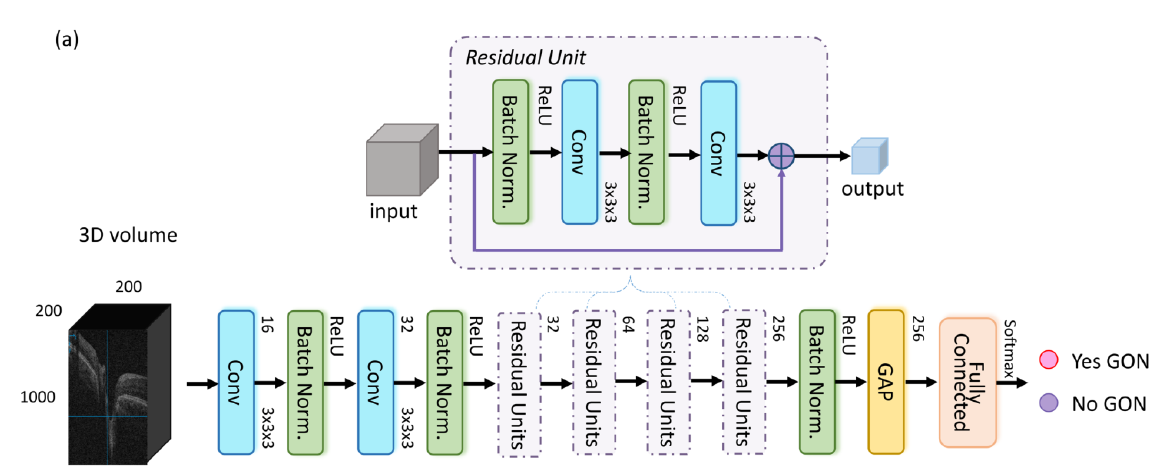 (a)
Residual Unit
Batch Norm.
ReLU
Conv
3x3x3
Batch Norm.
ReLU
Conv
3x3x3
input
output
3D volume
200
200
1000
Conv
16
3x3x3
Batch Norm.
ReLU
Conv
32
3x3x3
Batch Norm.
ReLU
Residual Units
32
Residual Units
64
Residual Units
128
Residual Units
256
Batch Norm.
ReLU
GAP
256
Fully
Connected
Softmax
Yes GON
No GON